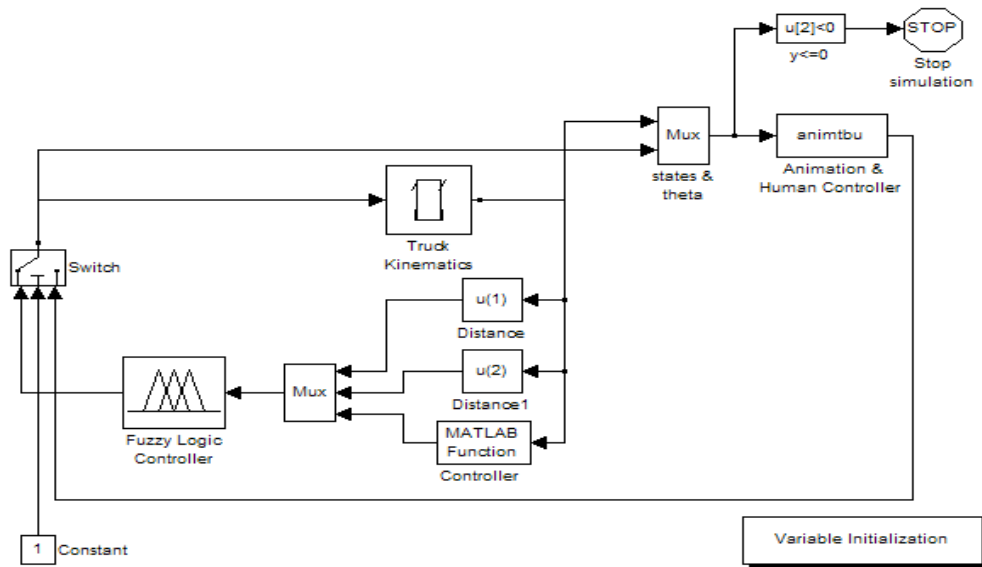 u[2]<0
y<=0
STOP
Stop
simulation
Mux
states &
theta
animtbu
Animation &
Human Controller
Truck
Kinematics
Switch
u(1)
Distance
u(2)
Distance1
MATLAB
Function
Controller
Mux
Fuzzy Logic
Controller
1
Constant
Variable Initialization